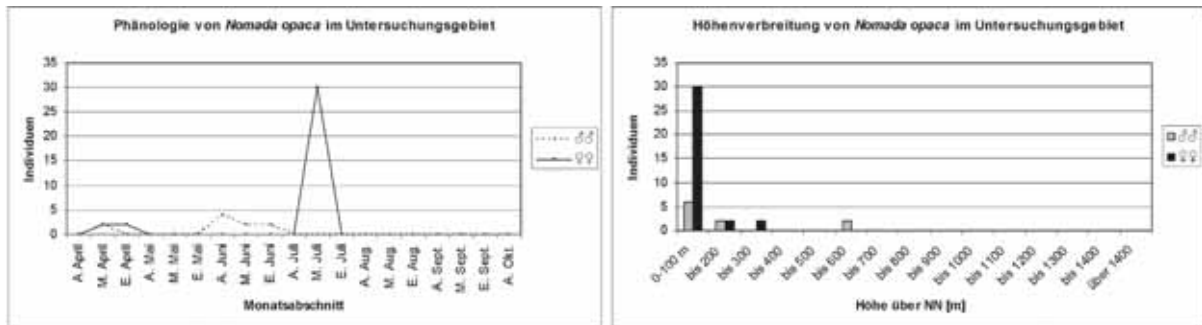 Phänologie von Nomada opaca im Untersuchungsgebiet
35
30
25
20
15
10
5
0
Individuen
A. April
M. April
E. April
A. Mai
M. Mai
E. Mai
A. Juni
M. Juni
E. Juni
A. Juli
M. Juli
E. Juli
A. Aug.
M. Aug.
E. Aug.
A. Sept.
M. Sept.
E. Sept.
A. Okt.
Monatsabschnitt
♂♂
♀♀
Höhenverbreitung von Nomada opaca im Untersuchungsgebiet
35
30
25
20
15
10
5
0
Individuen
0-100 m
bis 200
bis 300
bis 400
bis 500
bis 600
bis 700
bis 800
bis 900
bis 1000
bis 1100
bis 1200
bis 1300
bis 1400
über 1400
Höhe über NN [m]
♂♂
♀♀